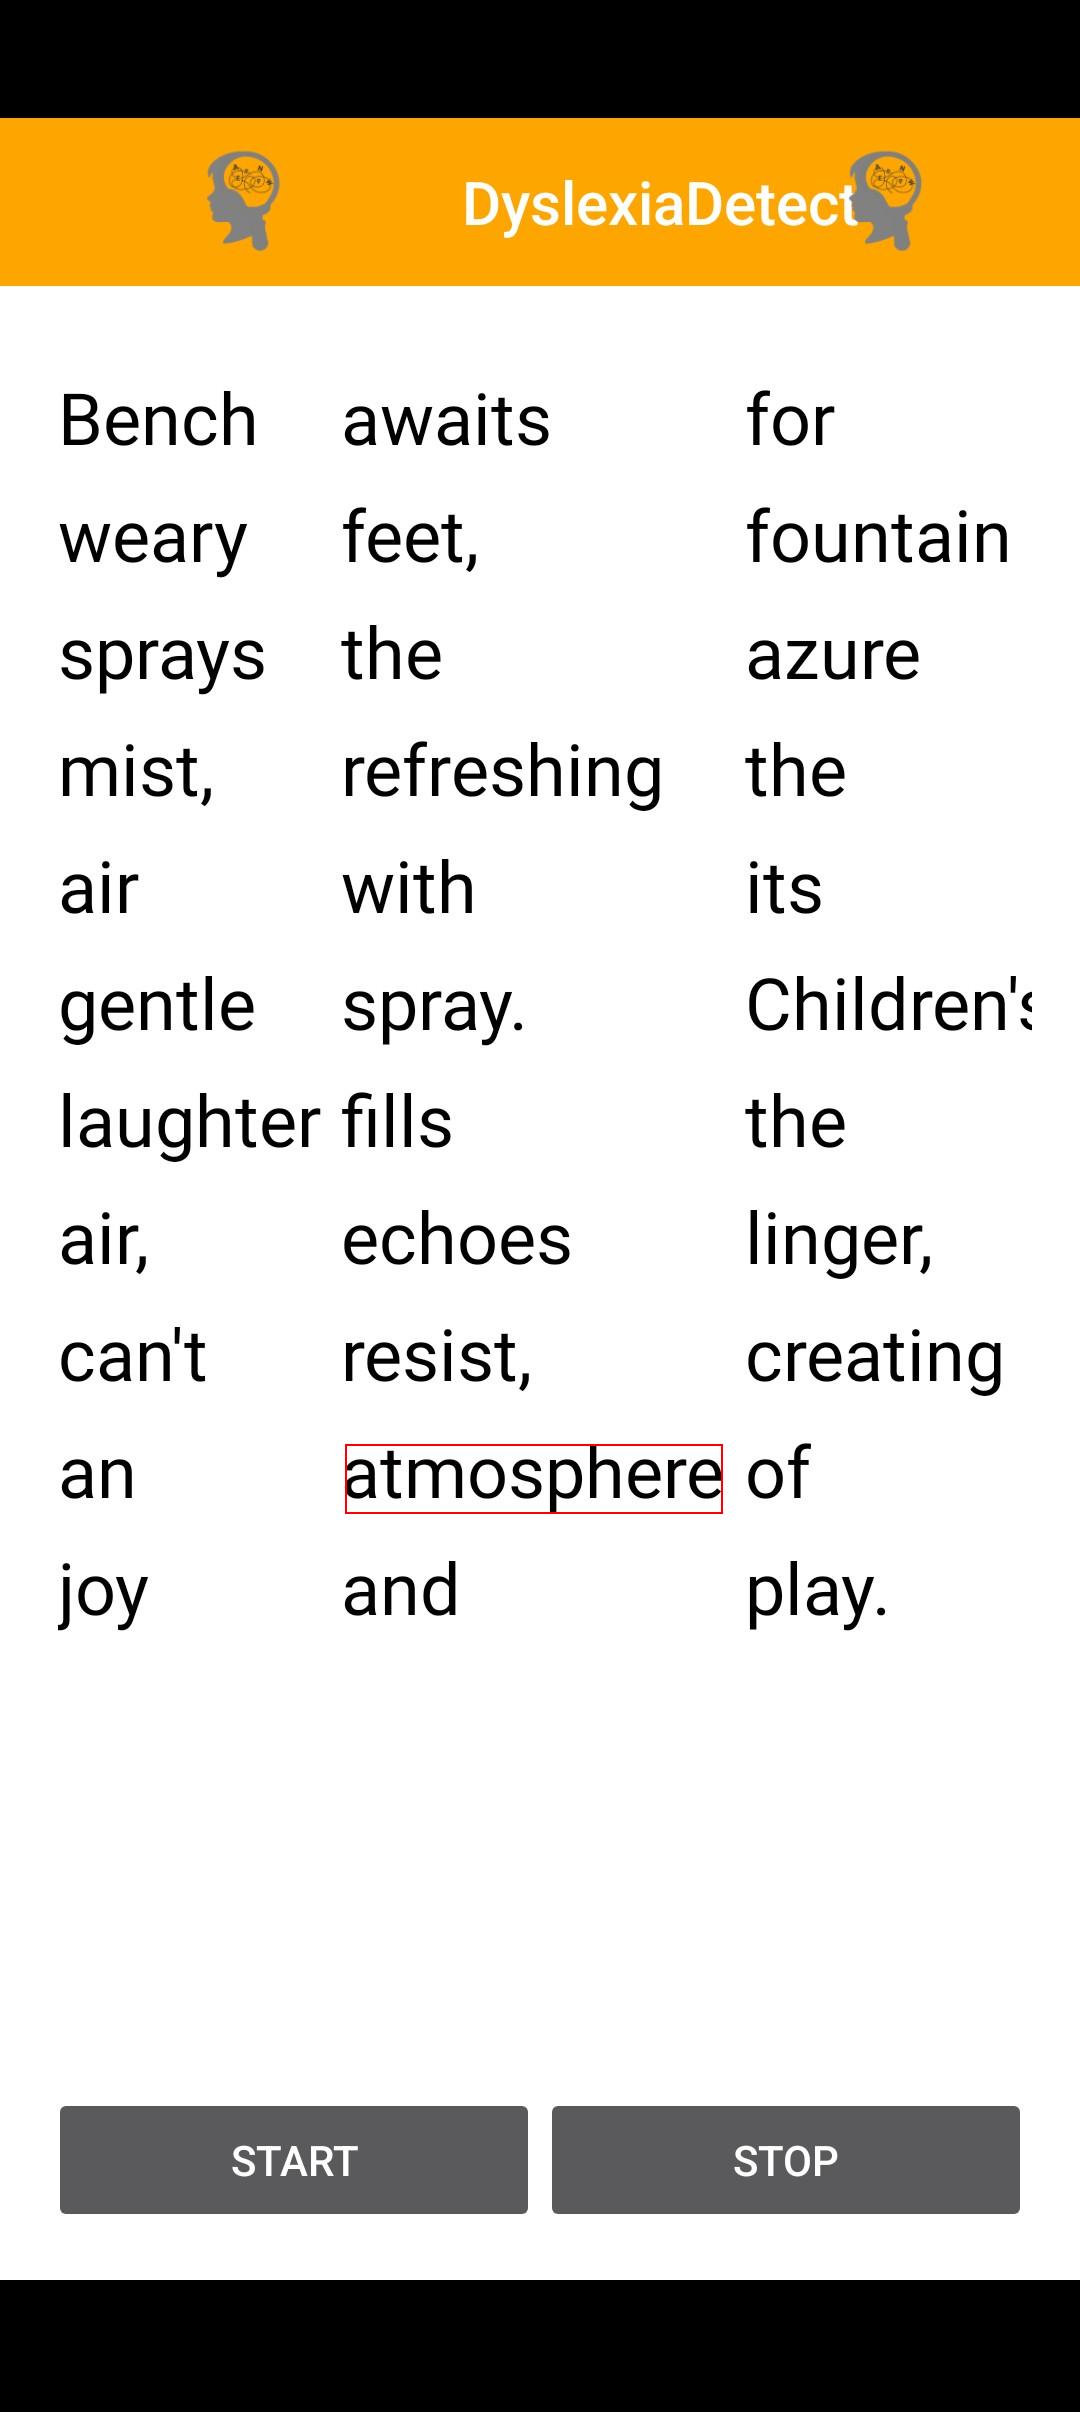 DyslexiaDetect
Bench awaits for
weary feet, fountain
sprays the azure
mist, refreshing the
air with its
gentle spray. Children's
laughter fills the
air, echoes linger,
can't resist, creating
an atmosphere of
joy and play.
START STOP